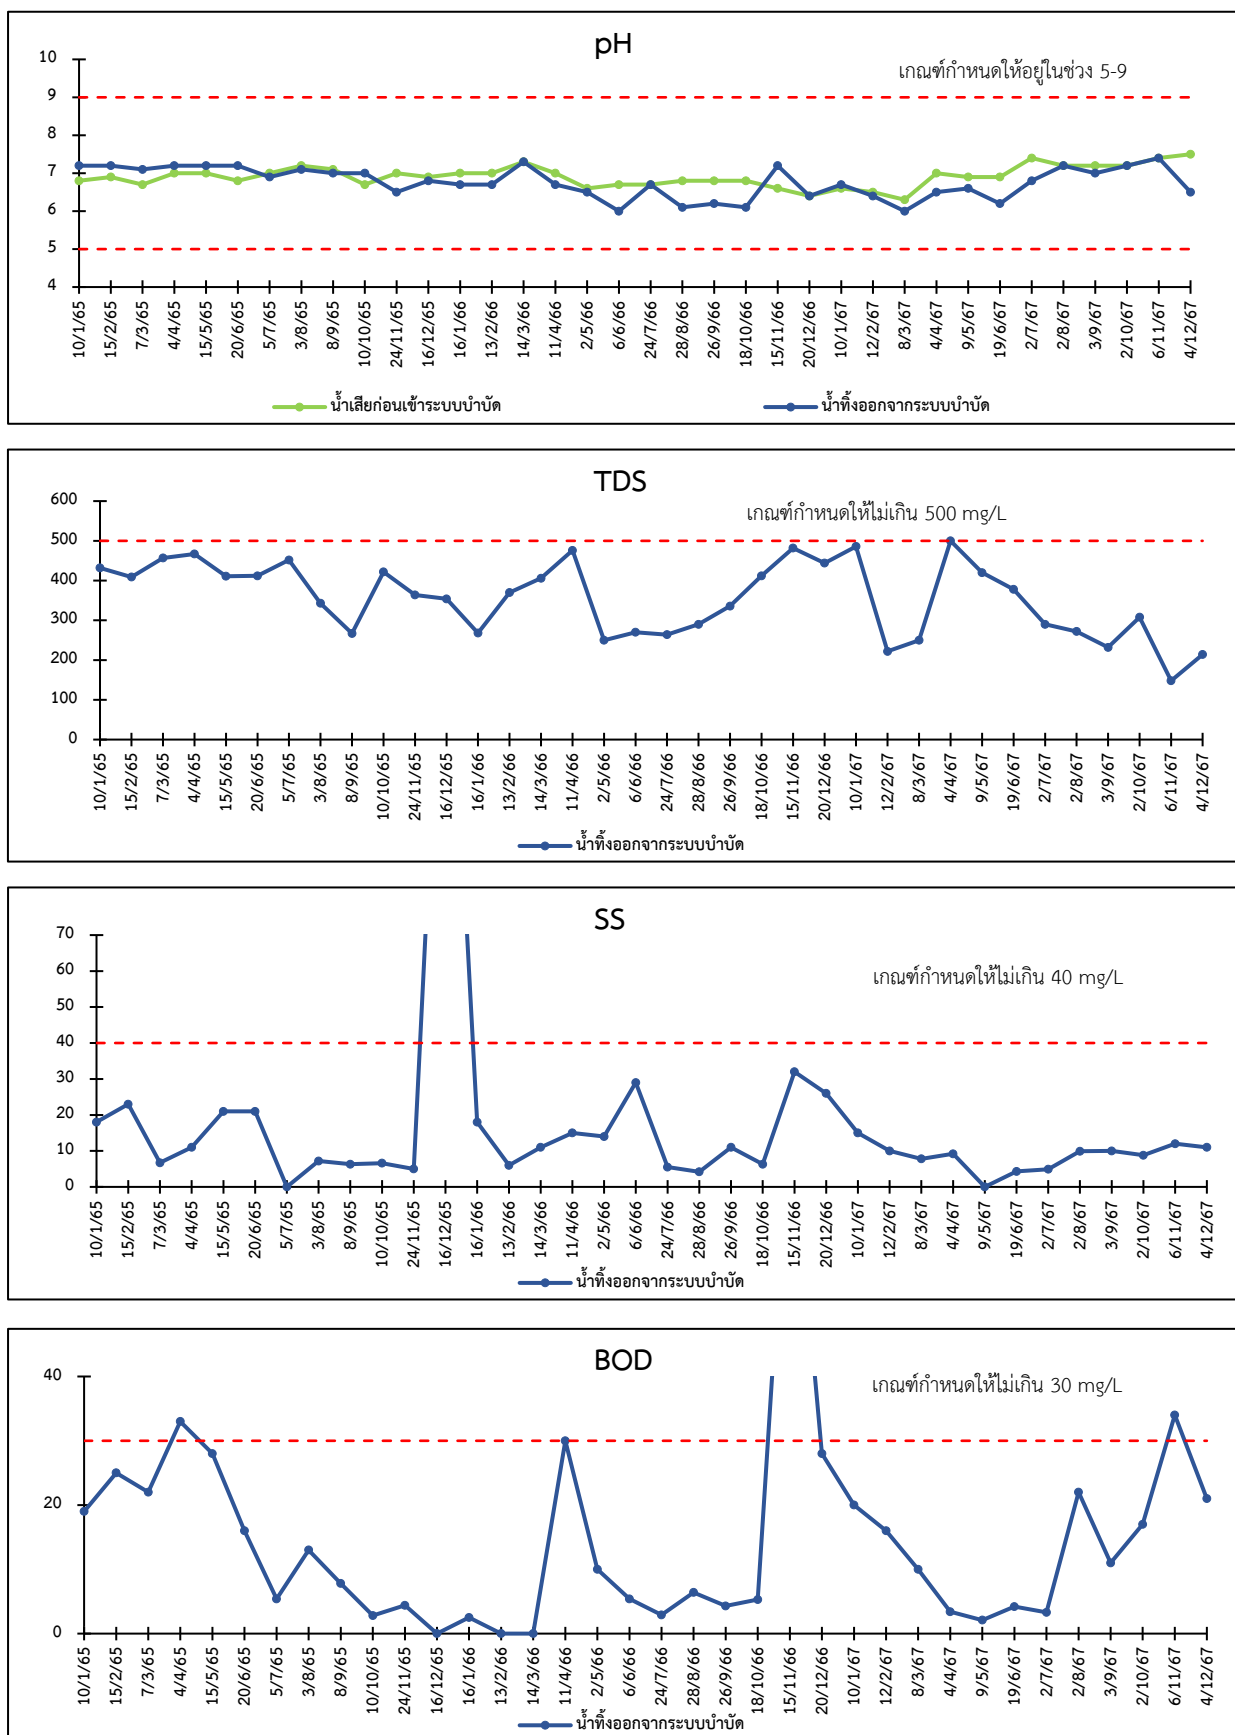 pH
เกณฑ์กำหนดให้อยู่ในช่วง 5-9
10
9
8
7
6
5
4
10/1/65 15/2/65 7/3/65 4/4/65 15/5/65 20/6/65 5/7/65 3/8/65 8/9/65 10/10/65 24/11/65 16/12/65 16/1/66 13/2/66 14/3/66 11/4/66 2/5/66 6/6/66 24/7/66 28/8/66 26/9/66 18/10/66 15/11/66 20/12/66 10/1/67 12/2/67 8/3/67 4/4/67 9/5/67 19/6/67 2/7/67 2/8/67 3/9/67 2/10/67 6/11/67 4/12/67
น้ำเสียก่อนเข้าระบบบำบัด น้ำทิ้งออกจากระบบบำบัด
TDS
เกณฑ์กำหนดให้ไม่เกิน 500 mg/L
600
500
400
300
200
100
0
10/1/65 15/2/65 7/3/65 4/4/65 15/5/65 20/6/65 5/7/65 3/8/65 8/9/65 10/10/65 24/11/65 16/12/65 16/1/66 13/2/66 14/3/66 11/4/66 2/5/66 6/6/66 24/7/66 28/8/66 26/9/66 18/10/66 15/11/66 20/12/66 10/1/67 12/2/67 8/3/67 4/4/67 9/5/67 19/6/67 2/7/67 2/8/67 3/9/67 2/10/67 6/11/67 4/12/67
น้ำทิ้งออกจากระบบบำบัด
SS
เกณฑ์กำหนดให้ไม่เกิน 40 mg/L
70
60
50
40
30
20
10
0
10/1/65 15/2/65 7/3/65 4/4/65 15/5/65 20/6/65 5/7/65 3/8/65 8/9/65 10/10/65 24/11/65 16/12/65 16/1/66 13/2/66 14/3/66 11/4/66 2/5/66 6/6/66 24/7/66 28/8/66 26/9/66 18/10/66 15/11/66 20/12/66 10/1/67 12/2/67 8/3/67 4/4/67 9/5/67 19/6/67 2/7/67 2/8/67 3/9/67 2/10/67 6/11/67 4/12/67
น้ำทิ้งออกจากระบบบำบัด
BOD
เกณฑ์กำหนดให้ไม่เกิน 30 mg/L
40
20
0
10/1/65 15/2/65 7/3/65 4/4/65 15/5/65 20/6/65 5/7/65 3/8/65 8/9/65 10/10/65 24/11/65 16/12/65 16/1/66 13/2/66 14/3/66 11/4/66 2/5/66 6/6/66 24/7/66 28/8/66 26/9/66 18/10/66 15/11/66 20/12/66 10/1/67 12/2/67 8/3/67 4/4/67 9/5/67 19/6/67 2/7/67 2/8/67 3/9/67 2/10/67 6/11/67 4/12/67
น้ำทิ้งออกจากระบบบำบัด